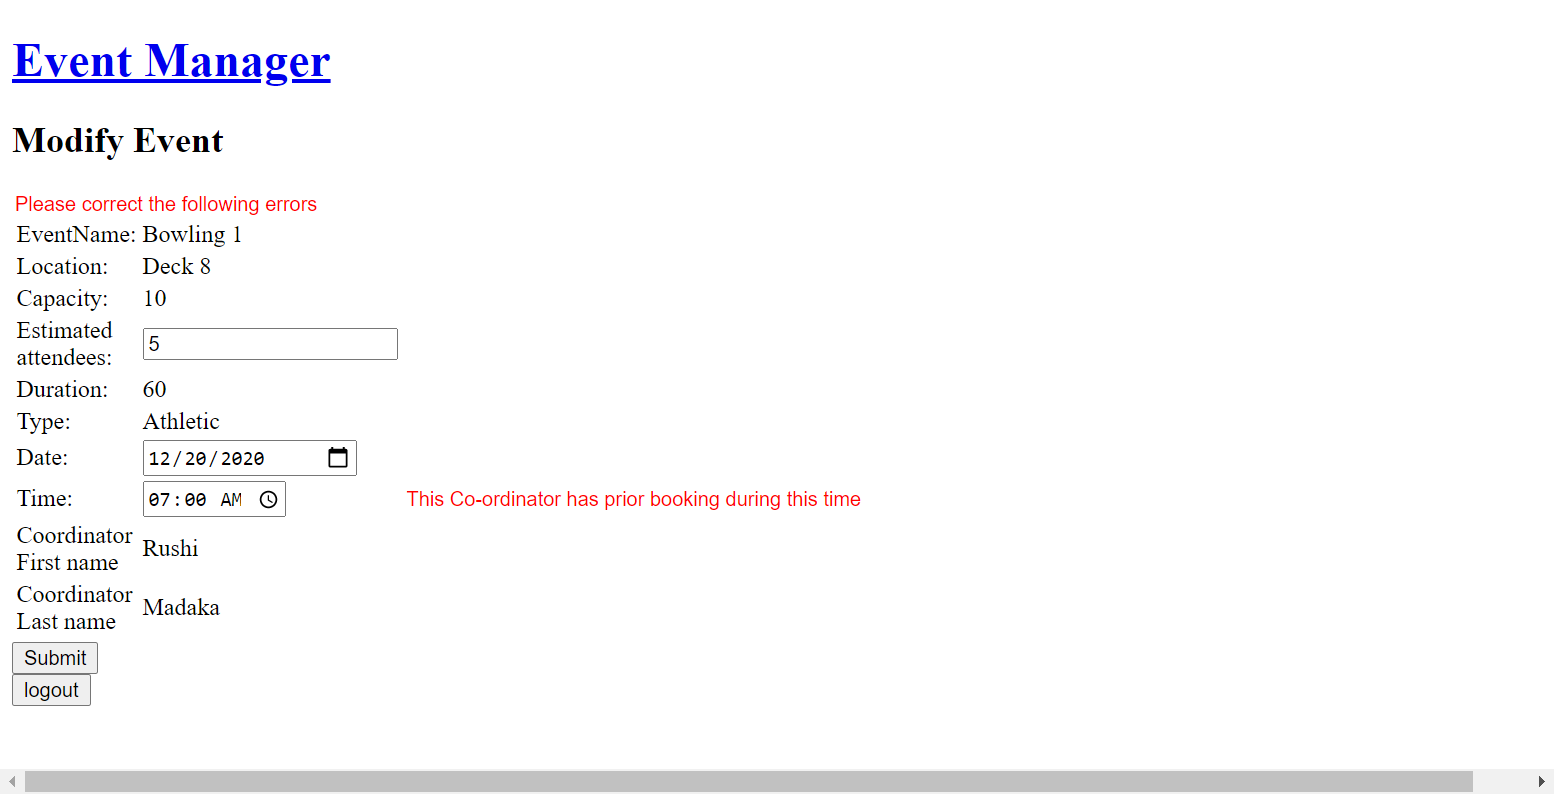 Event Manager
Modify Event
Please correct the following errors
EventName: Bowling 1
Location: Deck 8
Capacity: 10
Estimated
attendees: 5
Duration: 60
Type: Athletic
Date: 12/20/2020
Time: 07:00 AM This Co-ordinator has prior booking during this time
Coordinator
First name Rushi
Coordinator
Last name Madaka
Submit
logout